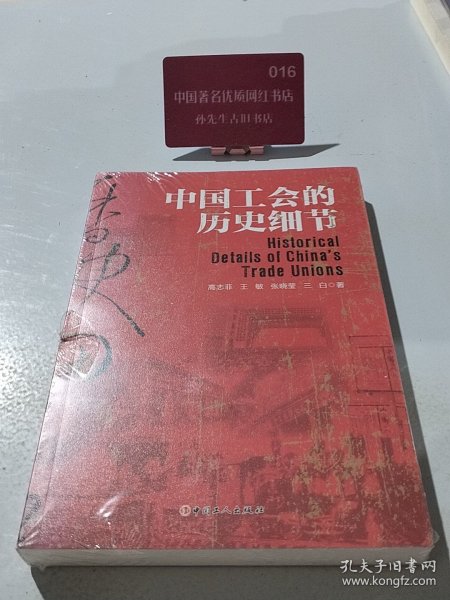 016
中国著名优质网红书店
孙先生古旧书店
中国工会的
历史细节
Historical
Details of China's
Trade Unions
高志菲 王 敏 张晓莹 三 白◎著
中国工人出版社
孔夫子旧书网
www.kongfz.com